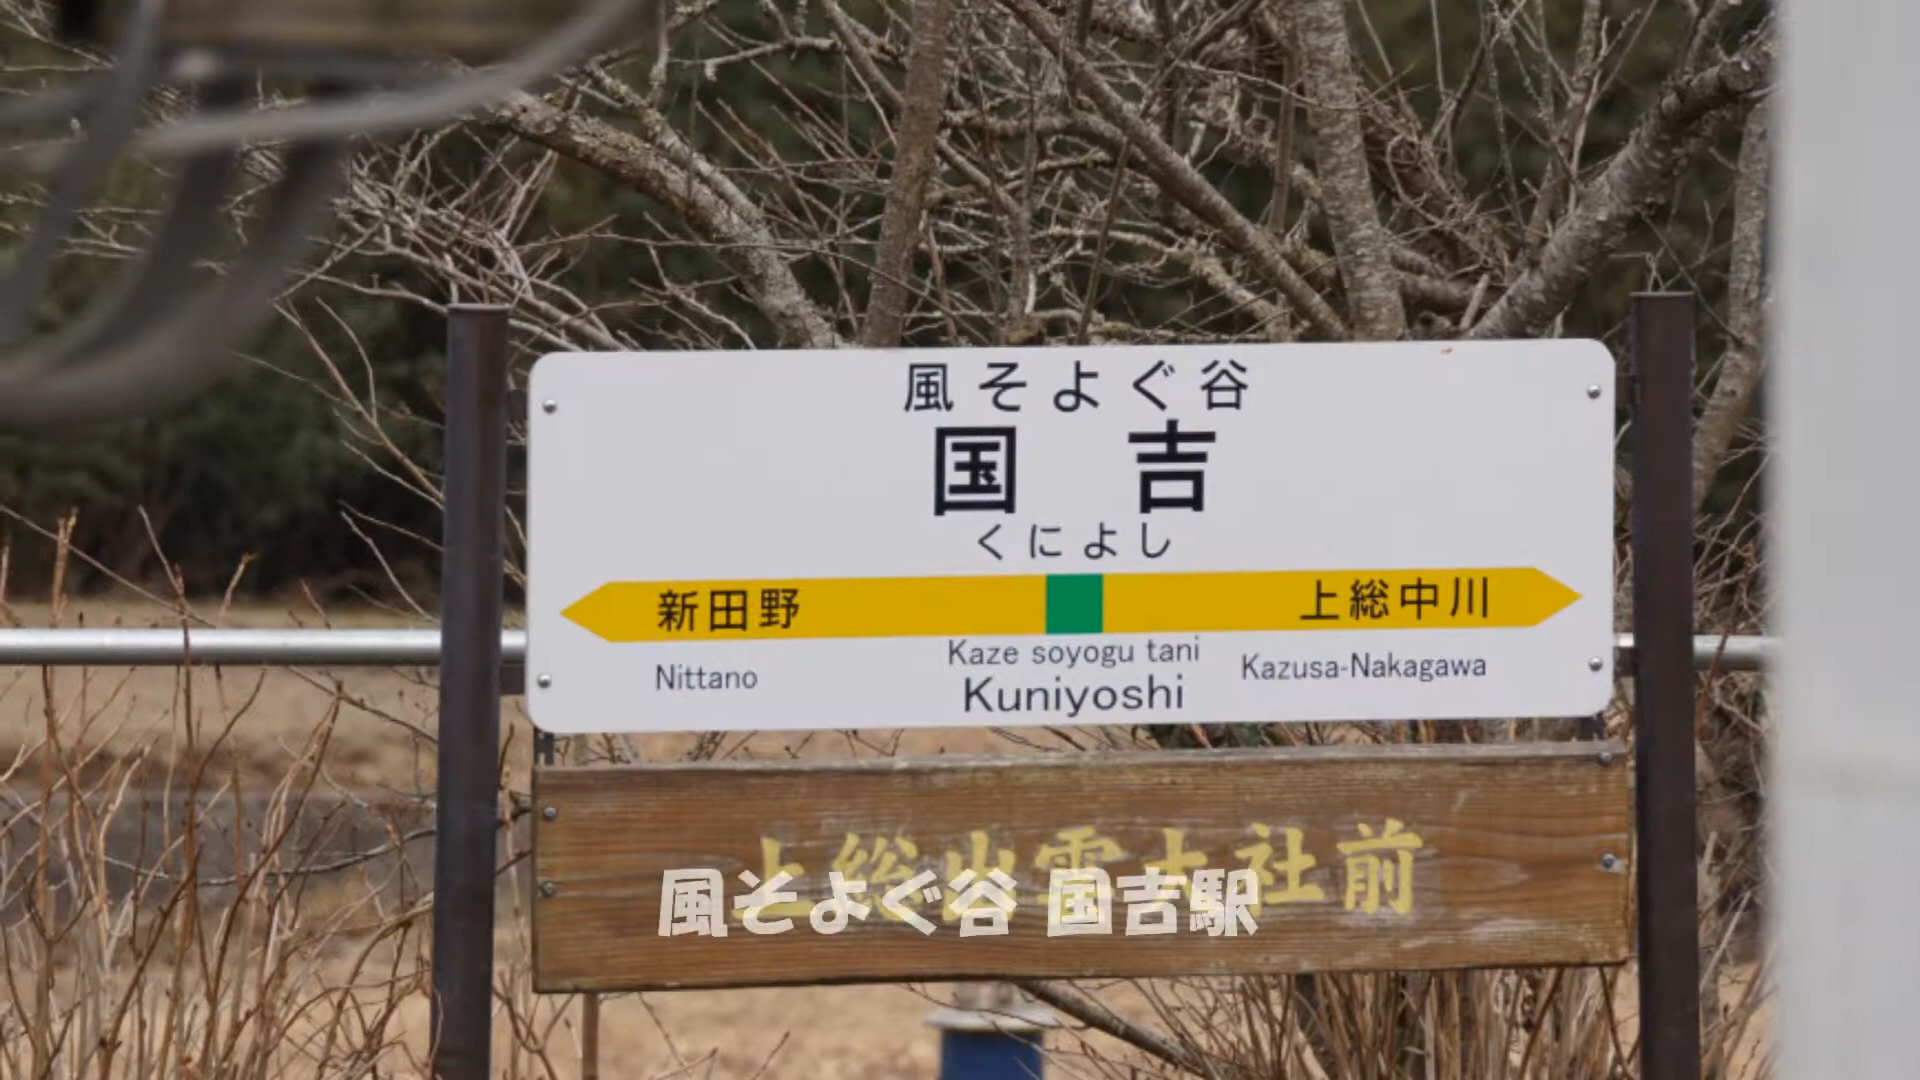 風そよぐ谷
国吉
くによし
新田野 上総中川
Kaze soyogu tani
Nittano Kuniyoshi Kazusa-Nakagawa
上総出雲大社前
風そよぐ谷 国吉駅